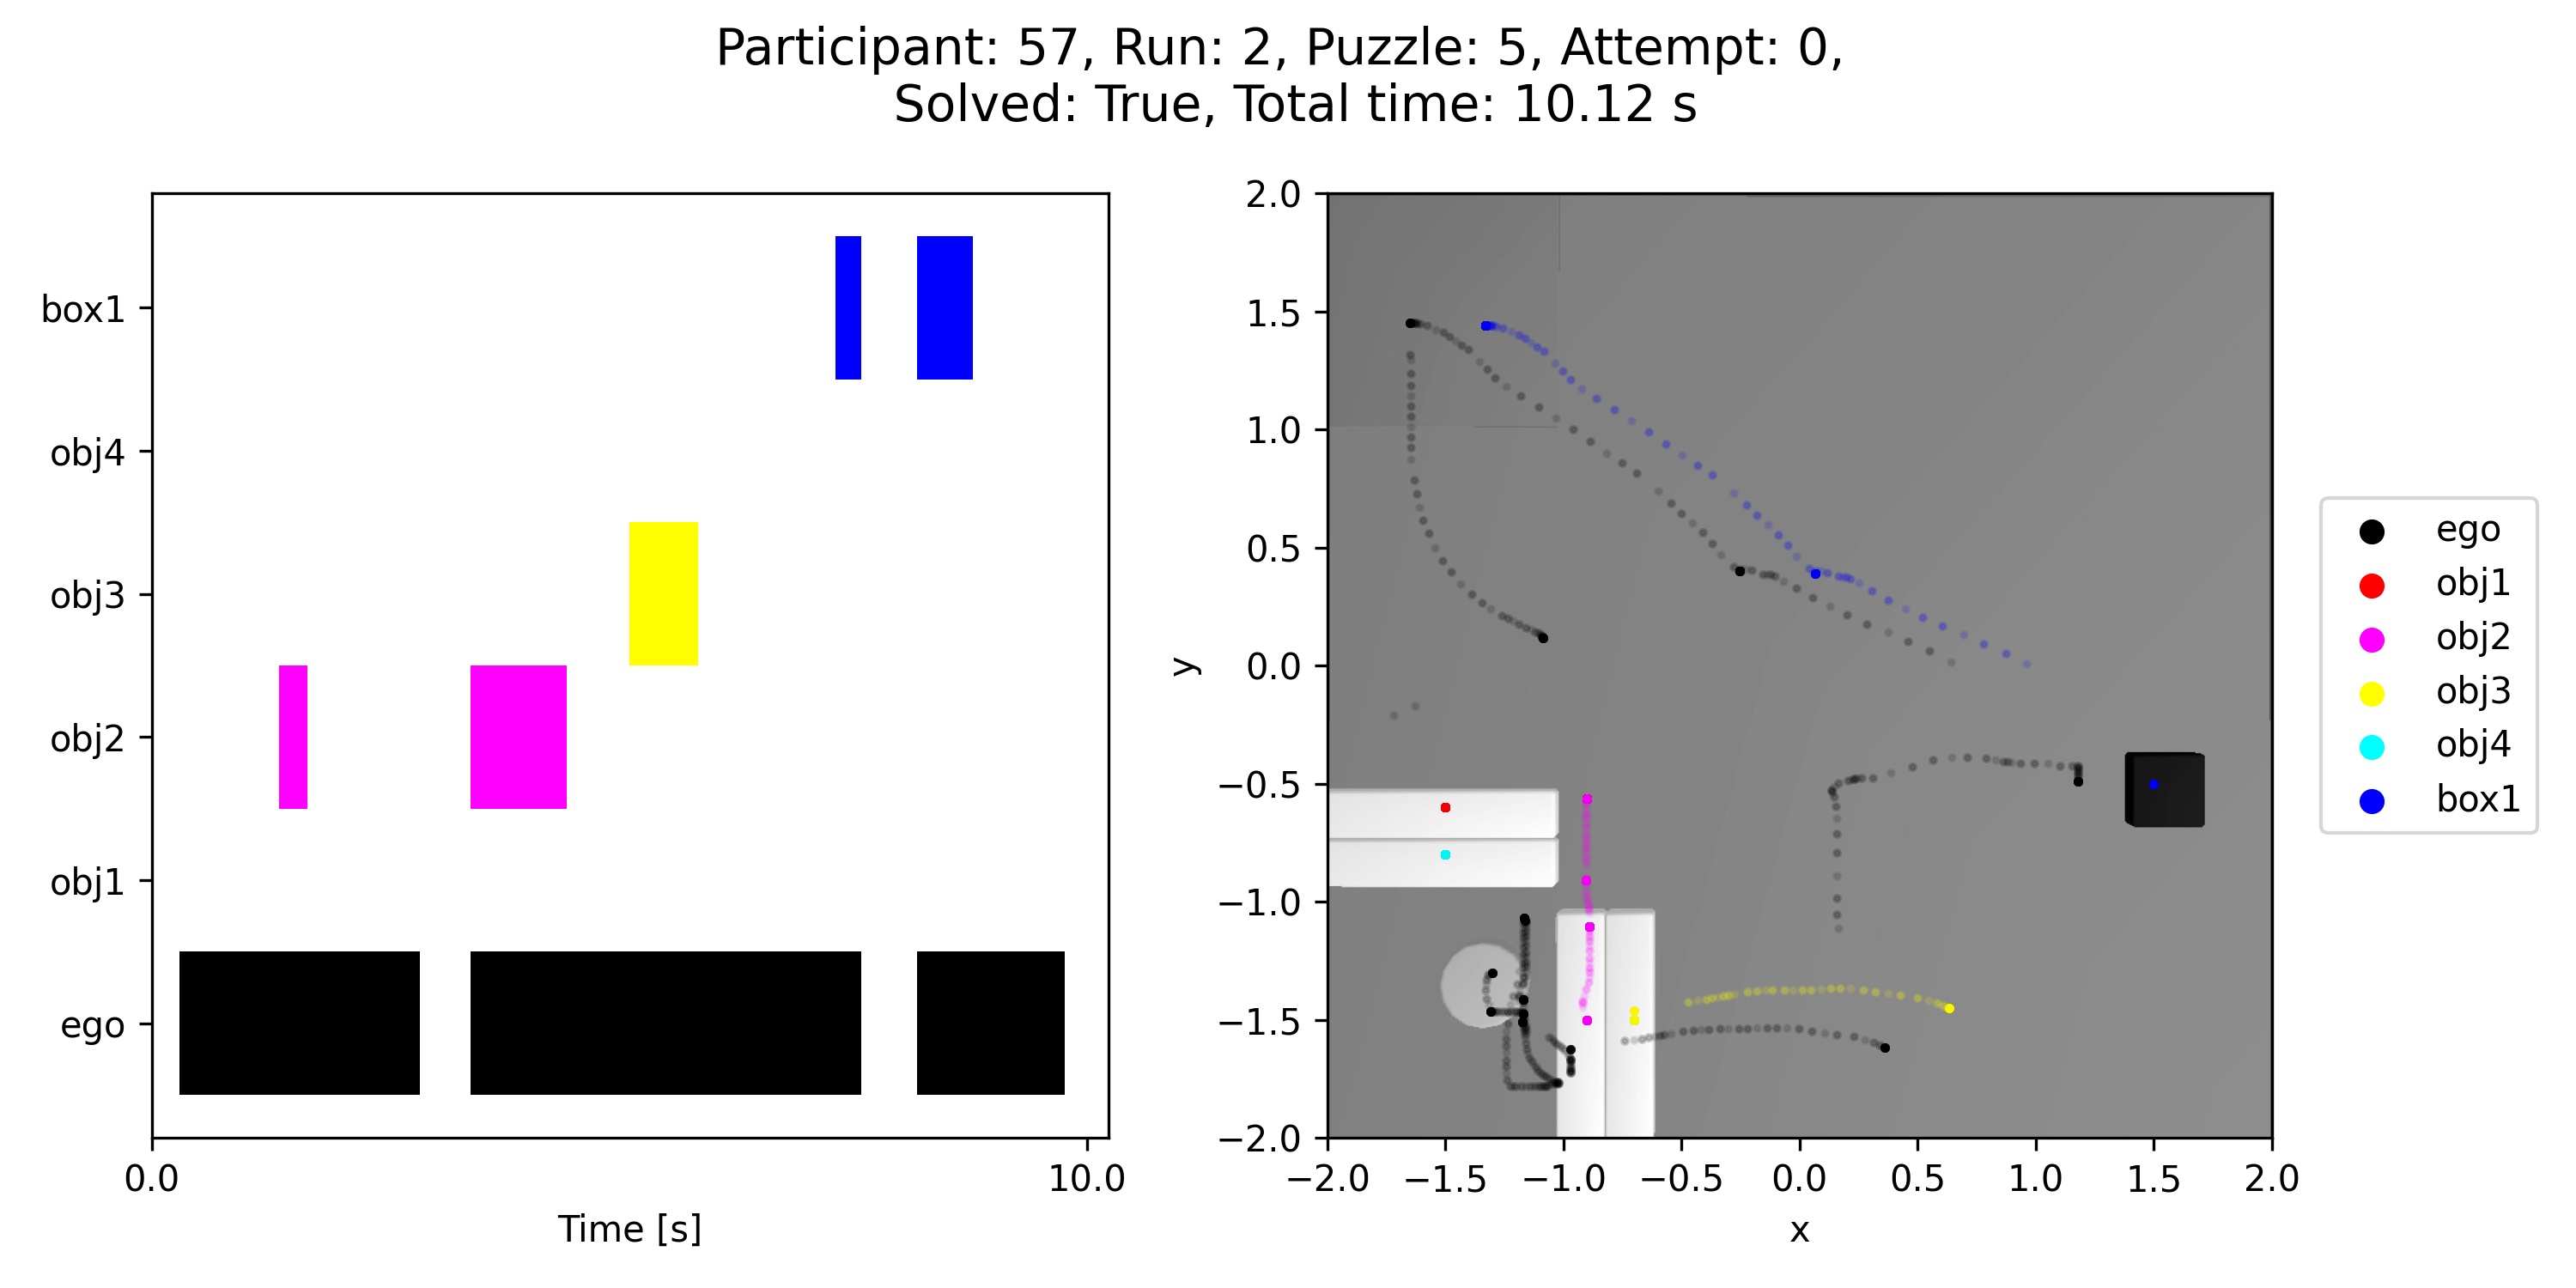 Participant: 57, Run: 2, Puzzle: 5, Attempt: 0,
Solved: True, Total time: 10.12 s
box1
obj4
obj3
obj2
obj1
ego
0.0
10.0
Time [s]
2.0
1.5
1.0
0.5
0.0
−0.5
−1.0
−1.5
−2.0
y
−2.0
−1.5
−1.0
−0.5
0.0
0.5
1.0
1.5
2.0
x
ego
obj1
obj2
obj3
obj4
box1